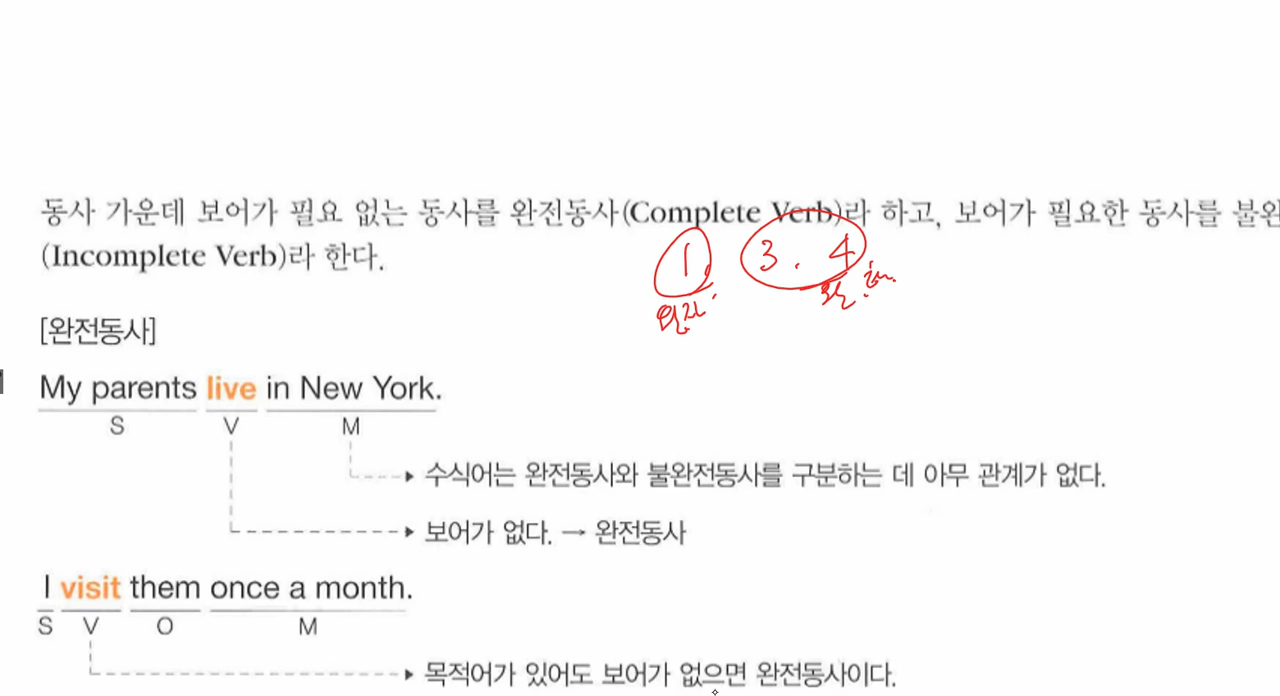 동사 가운데 보어가 필요 없는 동사를 완전동사(Complete Verb)라 하고, 보어가 필요한 동사를 불완
(Incomplete Verb)라 한다.
1. 3. 4
완자
완.타.
[완전동사]
My parents live in New York.
S V M
수식어는 완전동사와 불완전동사를 구분하는 데 아무 관계가 없다.
보어가 없다. → 완전동사
I visit them once a month.
S V O M
목적어가 있어도 보어가 없으면 완전동사이다.